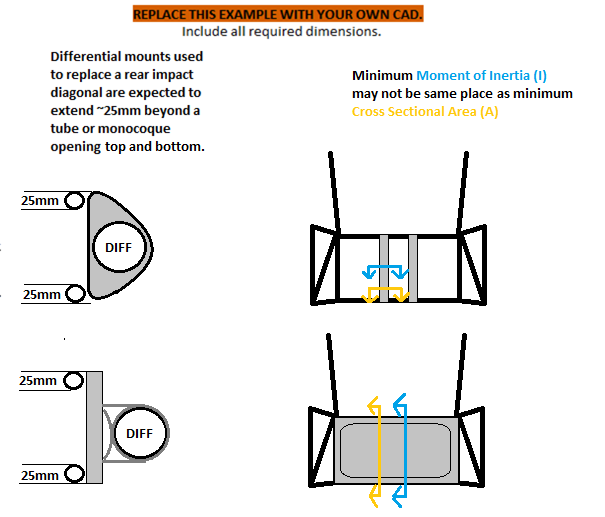 REPLACE THIS EXAMPLE WITH YOUR OWN CAD.
Include all required dimensions.
Differential mounts used
to replace a rear impact
diagonal are expected to
extend ~25mm beyond a
tube or monocoque
opening top and bottom.
Minimum Moment of Inertia (I)
may not be same place as minimum
Cross Sectional Area (A)
25mm
DIFF
25mm
25mm
DIFF
25mm